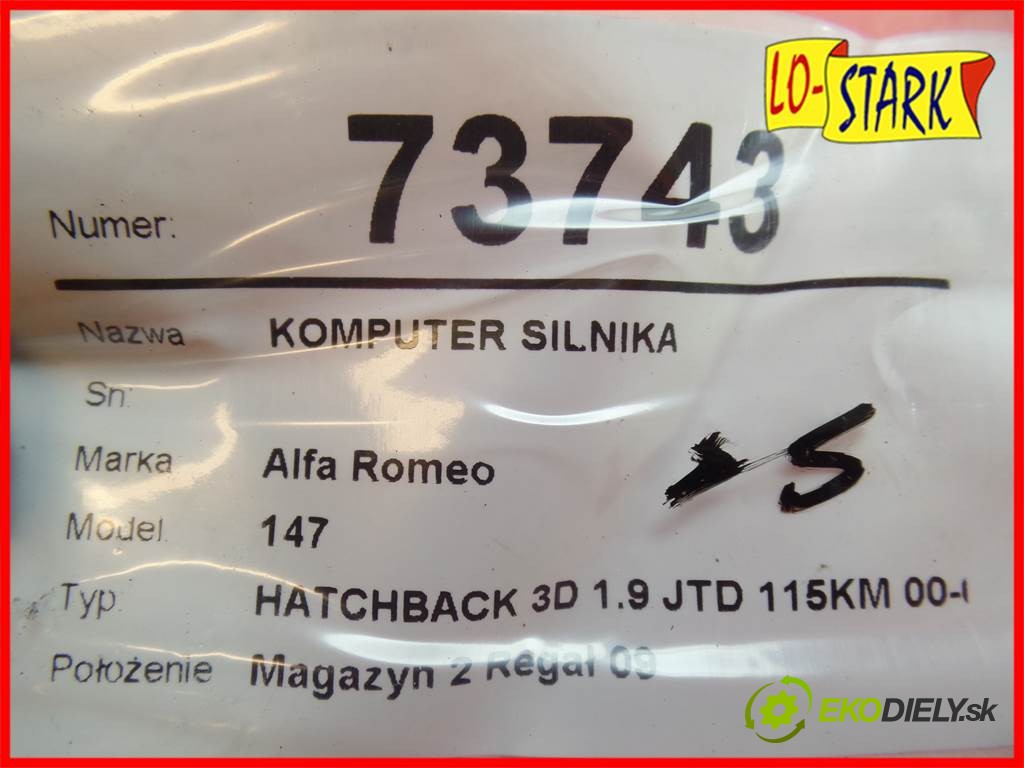 LO-STARK
Numer: 73743
Nazwa KOMPUTER SILNIKA
Sn:
Marka Alfa Romeo
Model 147
Typ HATCHBACK 3D 1.9 JTD 115KM 00-
Położenie Magazyn 2 Regał 09
EKODIELY.sk